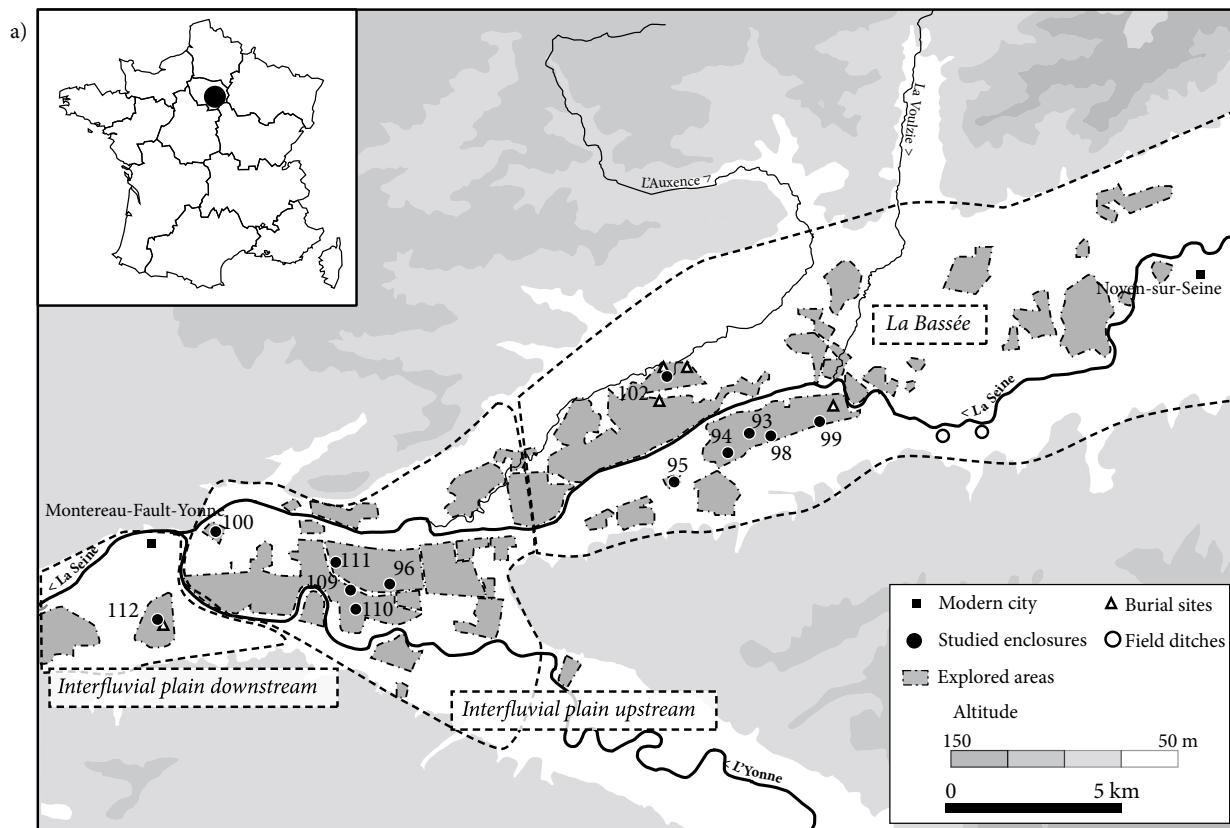 a)
La Voulzie >
L'Auxence >
Noyen-sur-Seine
La Bassée
102
93
94
98
99
95
< La Seine
Montereau-Fault-Yonne
100
< La Seine
111
109
96
110
112
Interfluvial plain downstream
Interfluvial plain upstream
< L'Yonne
Modern city
Burial sites
Studied enclosures
Field ditches
Explored areas
Altitude
150
50 m
0
5 km